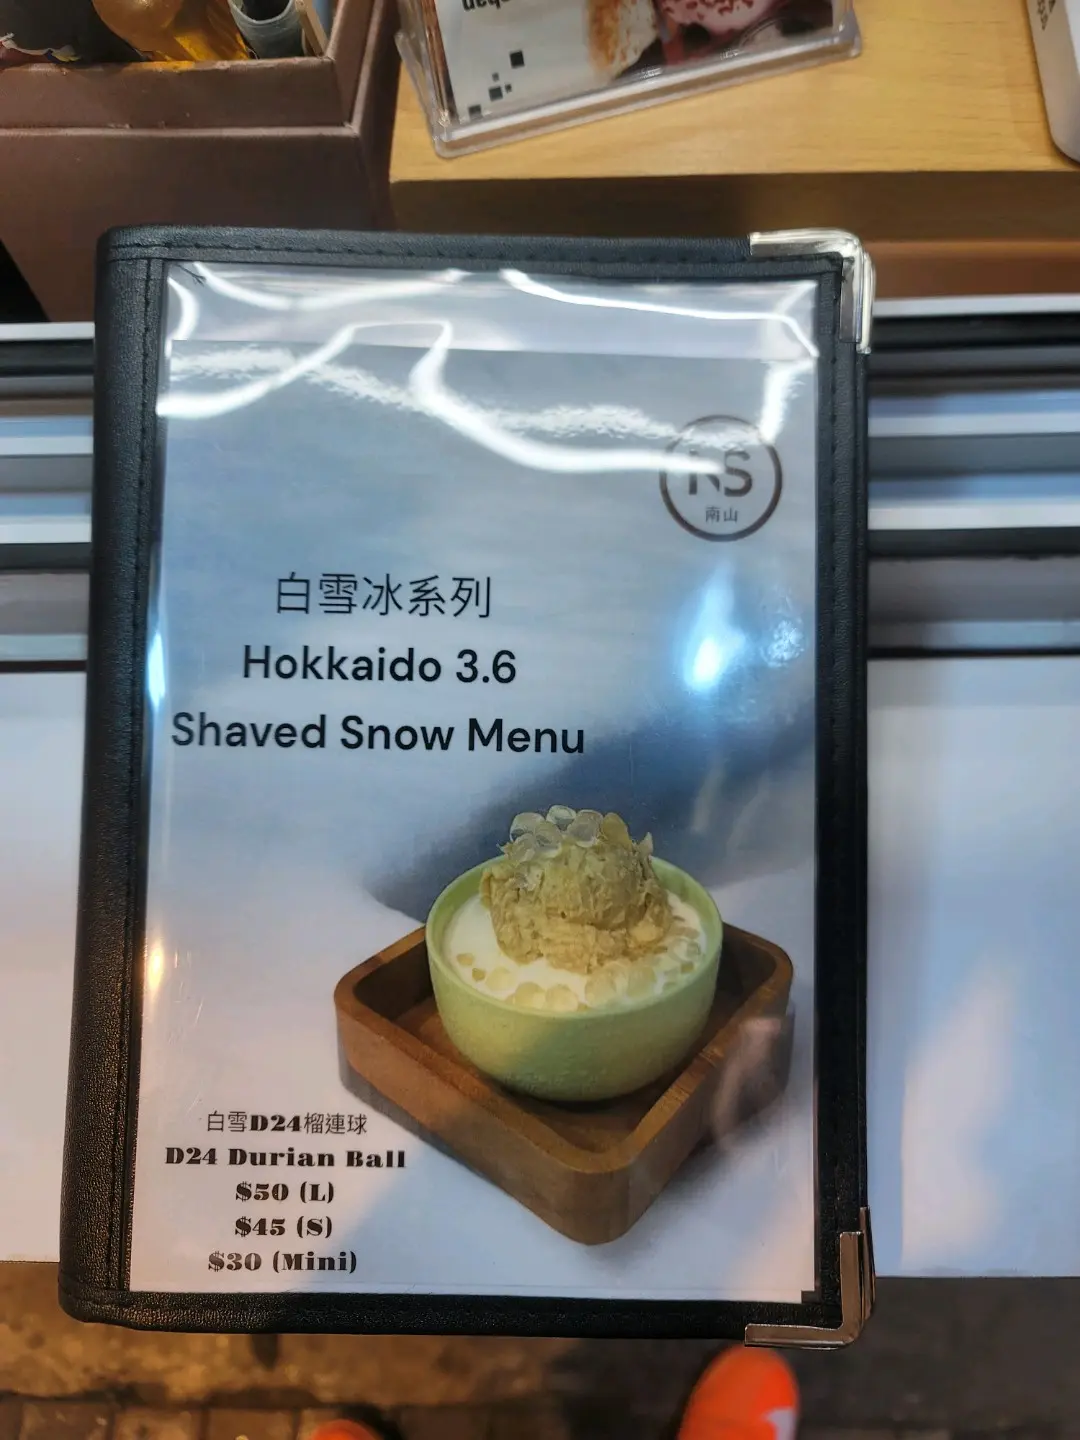 NS
南山
白雪冰系列
Hokkaido 3.6
Shaved Snow Menu
白雪D24榴連球
D24 Durian Ball
$50 (L)
$45 (S)
$30 (Mini)